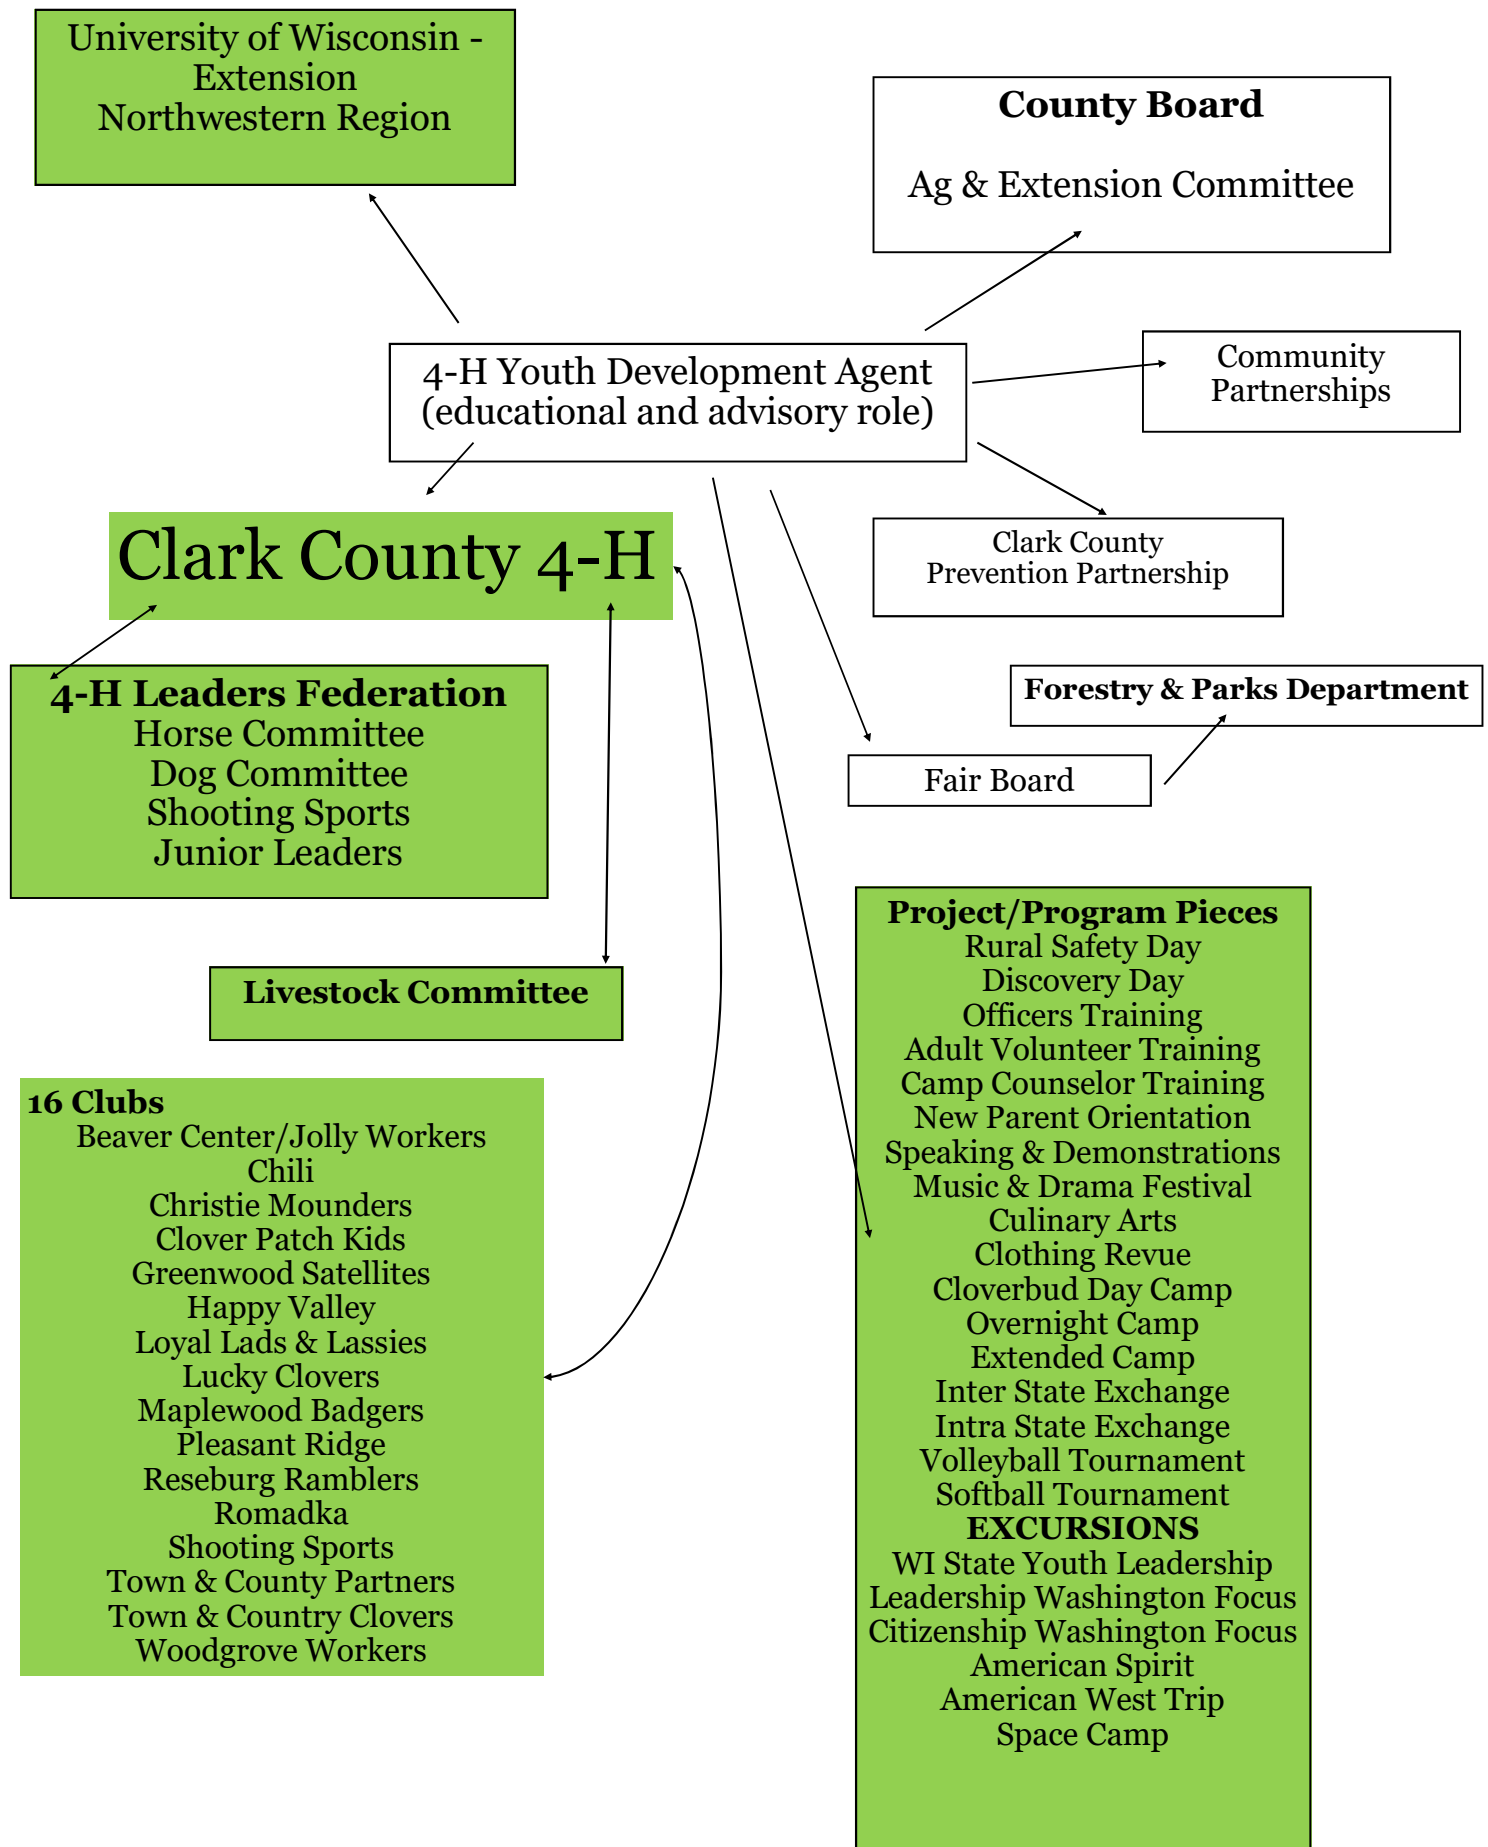 University of Wisconsin -
Extension
Northwestern Region
County Board
Ag & Extension Committee
4-H Youth Development Agent
(educational and advisory role)
Community
Partnerships
Clark County 4-H
Clark County
Prevention Partnership
4-H Leaders Federation
Horse Committee
Dog Committee
Shooting Sports
Junior Leaders
Forestry & Parks Department
Fair Board
Livestock Committee
16 Clubs
Beaver Center/Jolly Workers
Chili
Christie Mounders
Clover Patch Kids
Greenwood Satellites
Happy Valley
Loyal Lads & Lassies
Lucky Clovers
Maplewood Badgers
Pleasant Ridge
Reseburg Ramblers
Romadka
Shooting Sports
Town & County Partners
Town & Country Clovers
Woodgrove Workers
Project/Program Pieces
Rural Safety Day
Discovery Day
Officers Training
Adult Volunteer Training
Camp Counselor Training
New Parent Orientation
Speaking & Demonstrations
Music & Drama Festival
Culinary Arts
Clothing Revue
Cloverbud Day Camp
Overnight Camp
Extended Camp
Inter State Exchange
Intra State Exchange
Volleyball Tournament
Softball Tournament
EXCURSIONS
WI State Youth Leadership
Leadership Washington Focus
Citizenship Washington Focus
American Spirit
American West Trip
Space Camp